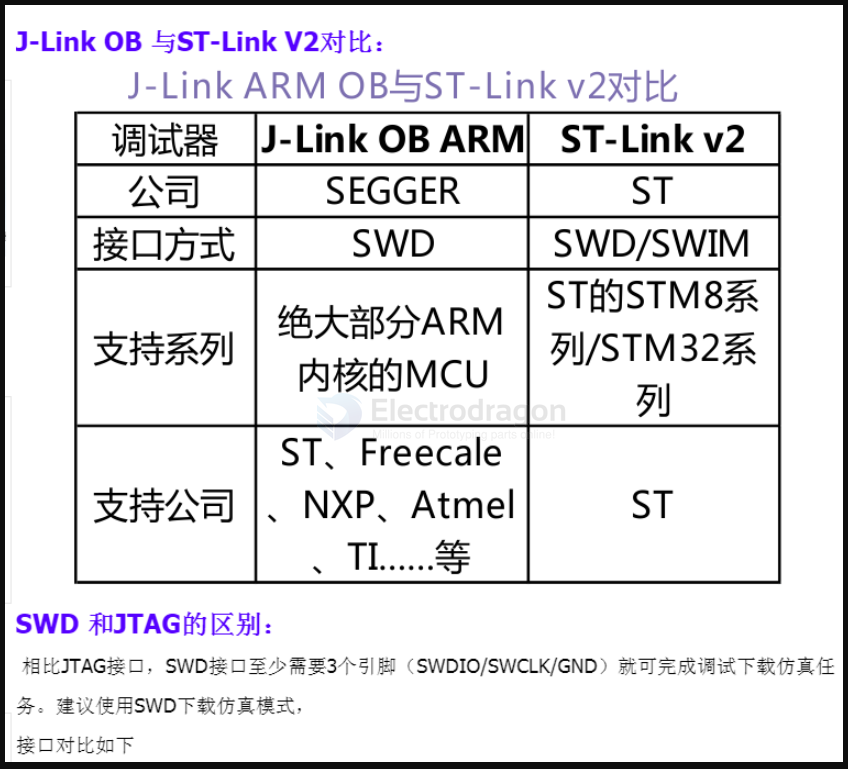 J-Link OB 与ST-Link V2对比：
J-Link ARM OB与ST-Link v2对比
调试器 J-Link OB ARM ST-Link v2
公司 SEGGER ST
接口方式 SWD SWD/SWIM
支持系列
绝大部分ARM
内核的MCU
ST的STM8系
列/STM32系
列
Electrodragon
Millions of Prototyping parts online!
支持公司
ST、Freecale
、NXP、Atmel
、TI……等
ST
SWD 和JTAG的区别：
相比JTAG接口，SWD接口至少需要3个引脚（SWDIO/SWCLK/GND）就可完成调试下载仿真任
务。建议使用SWD下载仿真模式，
接口对比如下